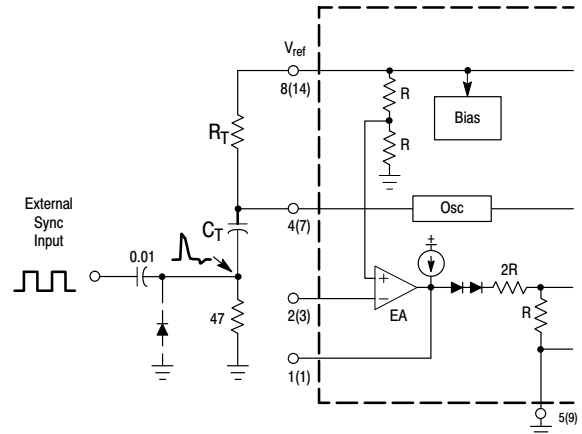 Vref
8(14)
R
Bias
R
RT
External
Sync
Input
4(7)
Osc
CT
0.01
+
2R
+
−
EA
R
47
2(3)
1(1)
5(9)